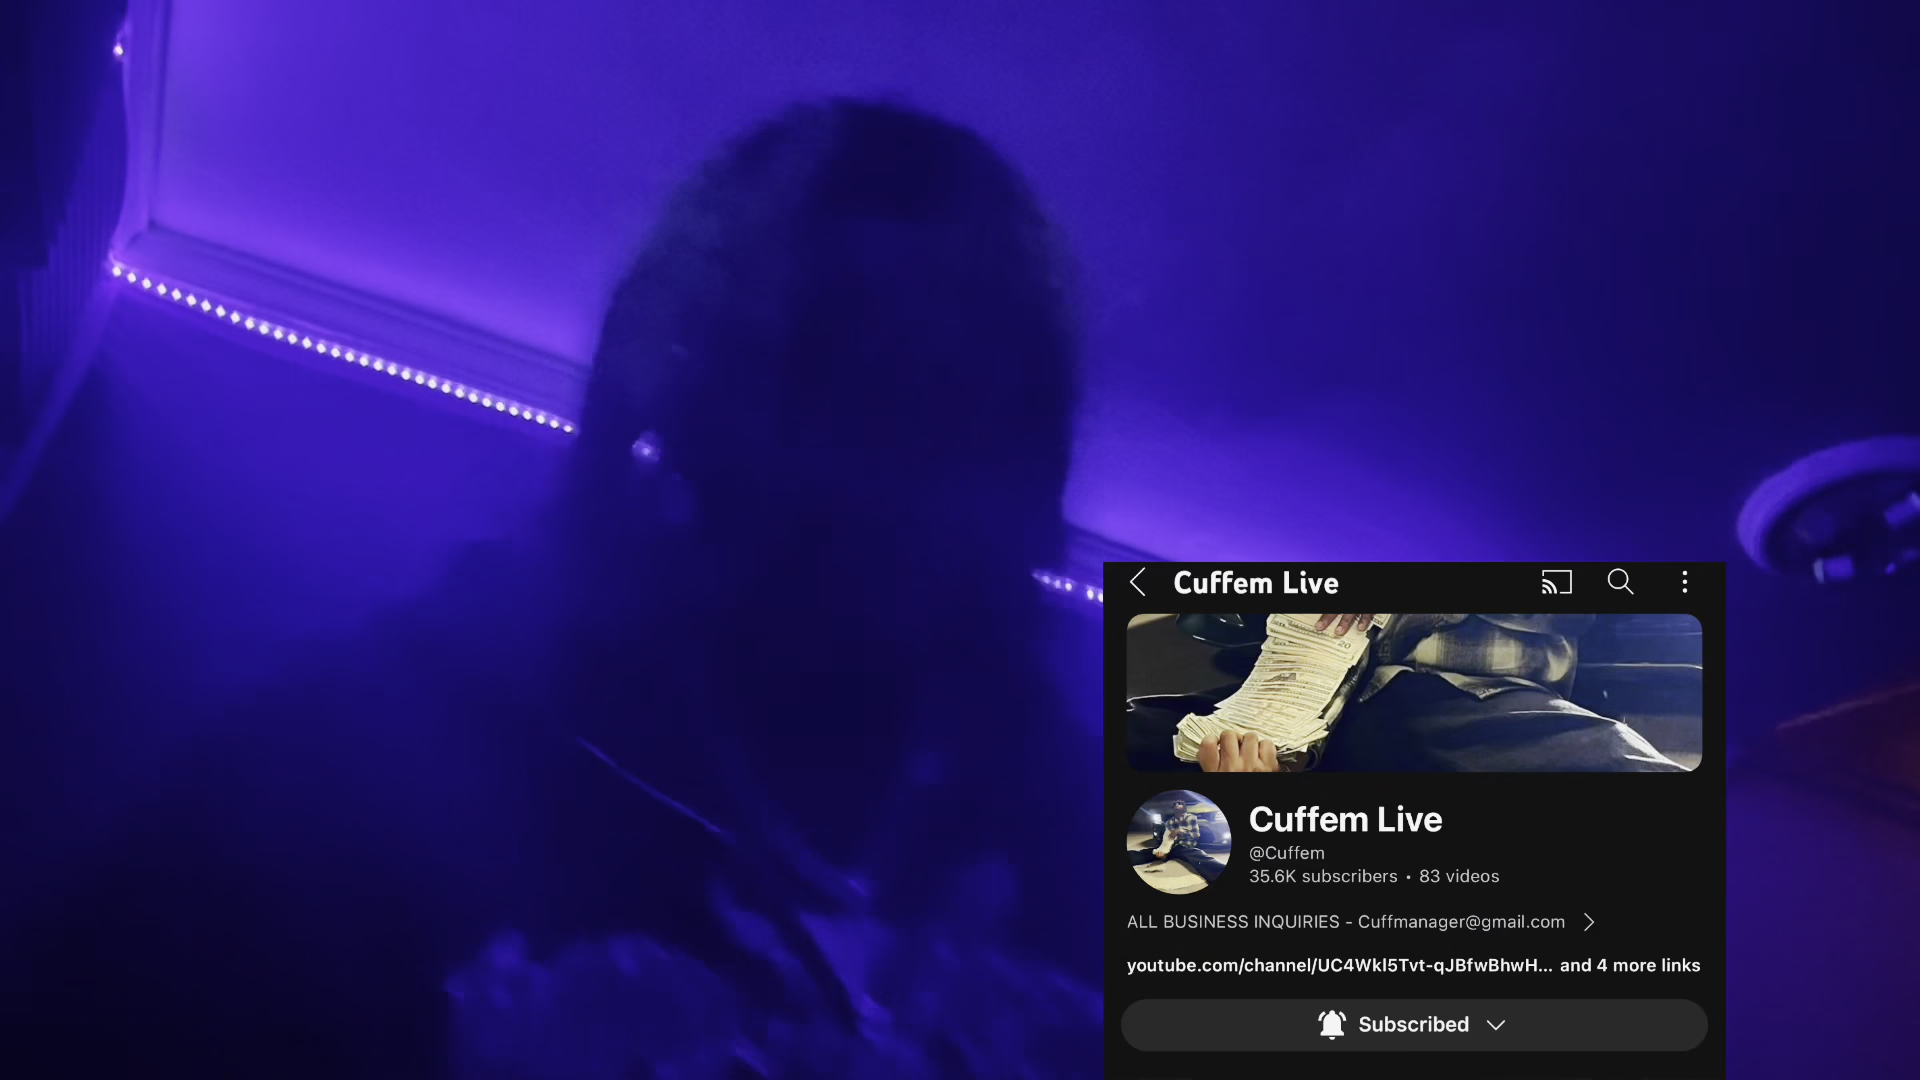 Cuffem Live
Cuffem Live
@Cuffem
35.6K subscribers • 83 videos
ALL BUSINESS INQUIRIES - Cuffmanager@gmail.com
youtube.com/channel/UC4Wkl5Tvt-qJBfwBhwH... and 4 more links
Subscribed